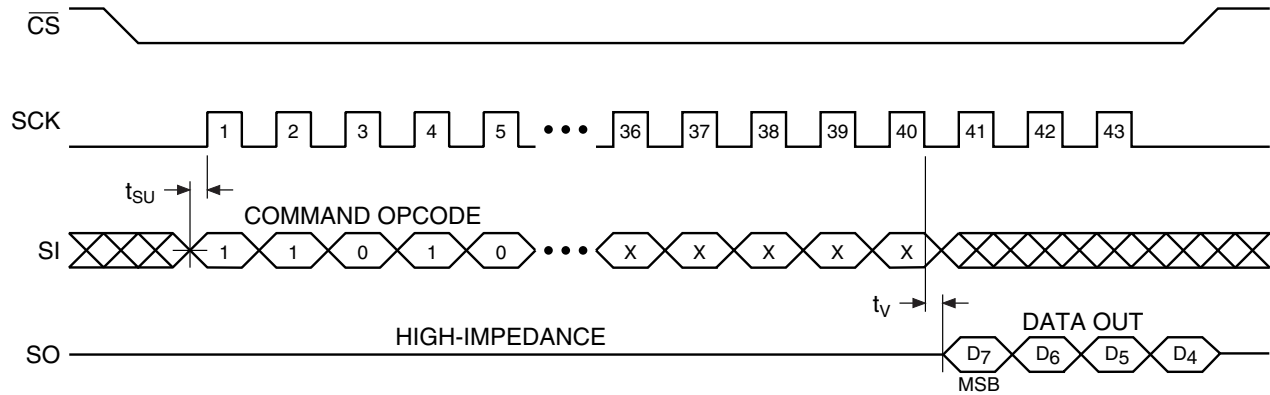 CS
SCK 1 2 3 4 5 ••• 36 37 38 39 40 41 42 43
tSU
COMMAND OPCODE
SI 1 1 0 1 0 ••• X X X X X
tV
HIGH-IMPEDANCE DATA OUT
SO D7 D6 D5 D4
MSB